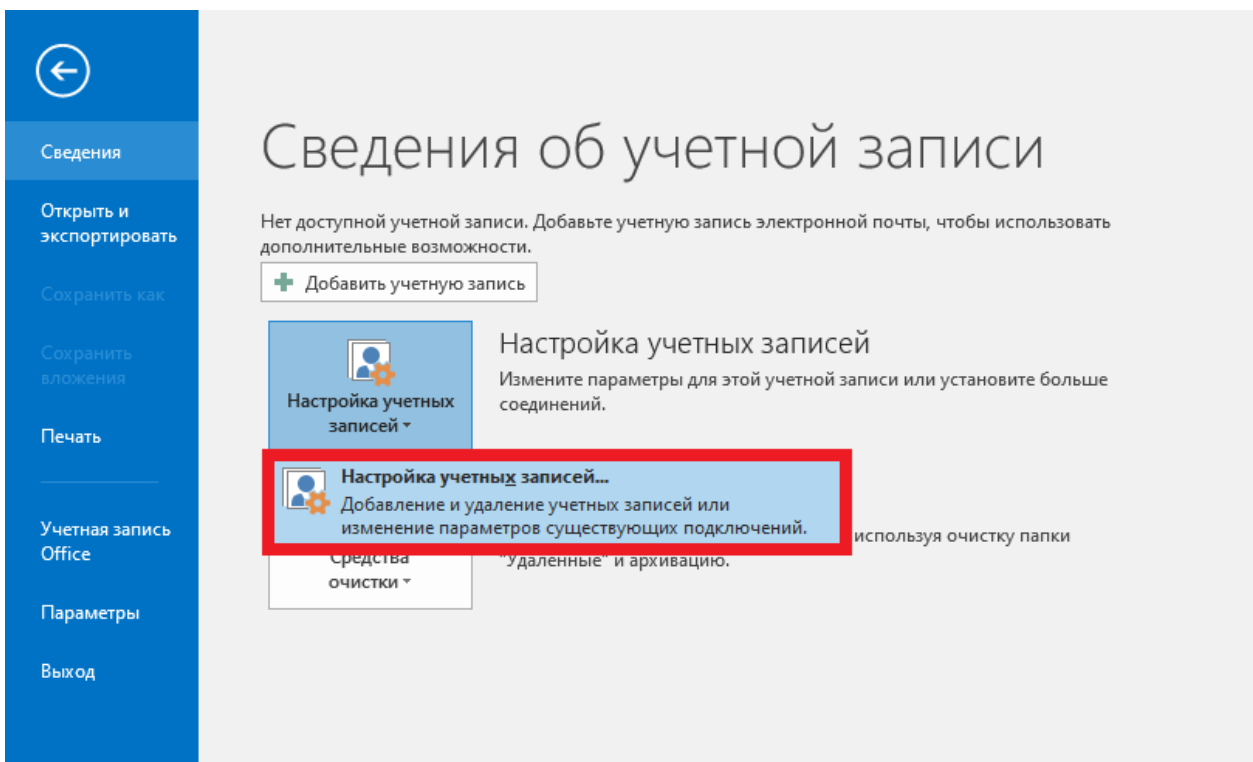 Сведения
Открыть и
экспортировать
Сохранить как
Сохранить
вложения
Печать
Учетная запись
Office
Параметры
Выход
Сведения об учетной записи
Нет доступной учетной записи. Добавьте учетную запись электронной почты, чтобы использовать
дополнительные возможности.
Добавить учетную запись
Настройка учетных
записей
Настройка учетных записей
Измените параметры для этой учетной записи или установите больше
соединений.
Настройка учетных записей...
Добавление и удаление учетных записей или
изменение параметров существующих подключений.
Средства
очистки
используя очистку папки
"Удаленные" и архивацию.